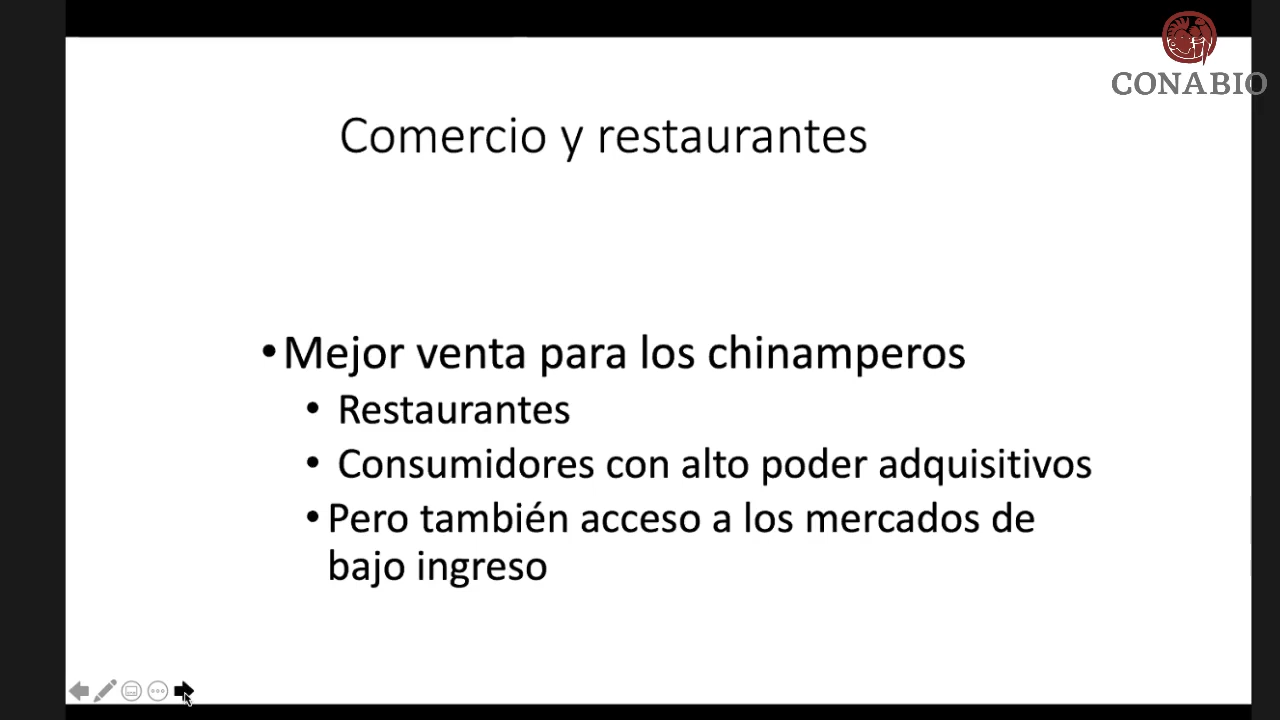 CONABIO
Comercio y restaurantes
•Mejor venta para los chinamperos
• Restaurantes
• Consumidores con alto poder adquisitivos
•Pero también acceso a los mercados de
bajo ingreso